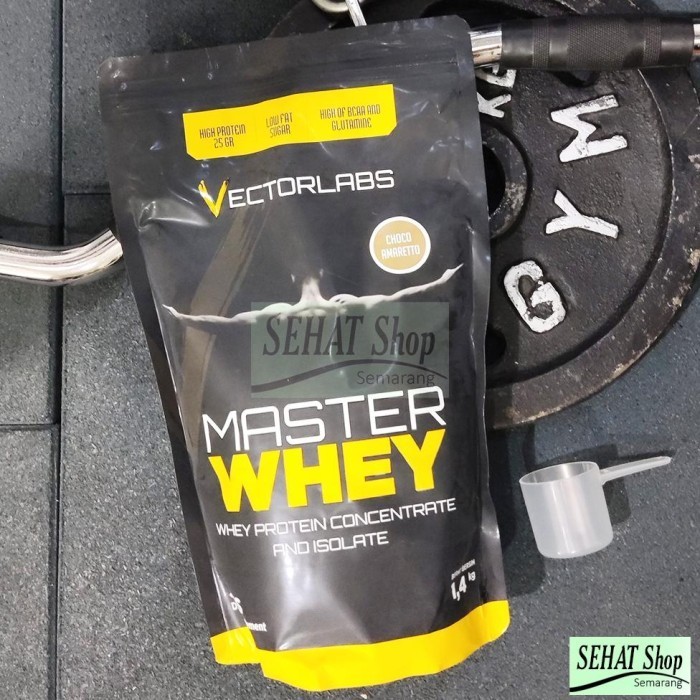 HIGH PROTEIN
25 GR
LOW FAT
SUGAR
HIGH OF BCAA AND
GLUTAMINE
VECTORLABS
CHOCO
AMARETTO
SEHAT Shop
Semarang
MASTER
WHEY
WHEY PROTEIN CONCENTRATE
AND ISOLATE
1,4 kg
GYM
SEHAT Shop
Semarang